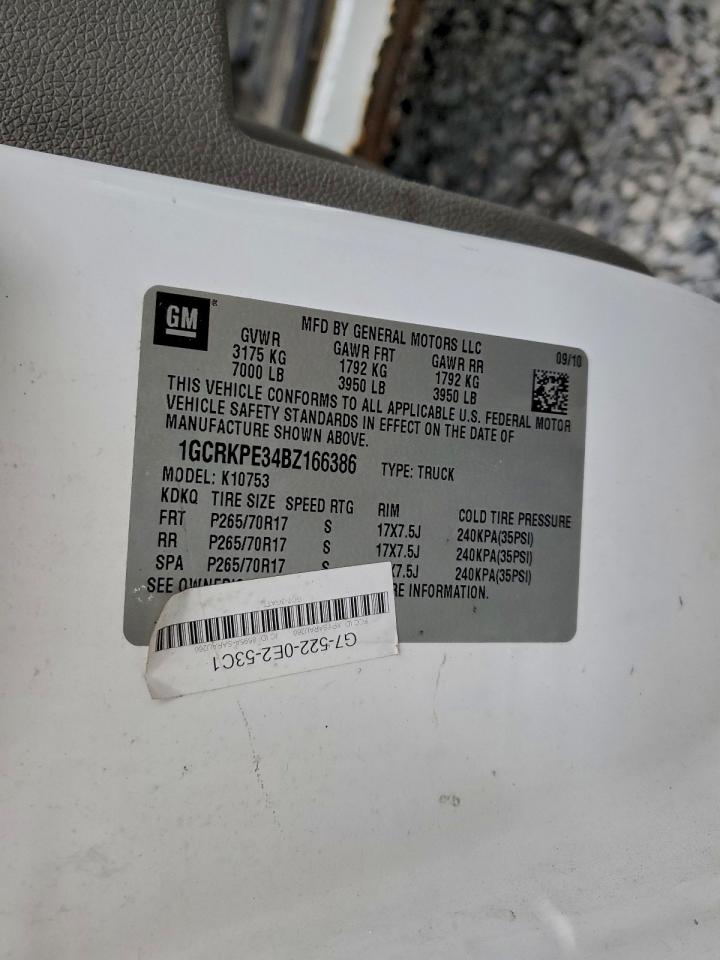 GM®
MFD BY GENERAL MOTORS LLC
09/10
GVWR GAWR FRT GAWR RR
3175 KG 1792 KG 1792 KG
7000 LB 3950 LB 3950 LB
THIS VEHICLE CONFORMS TO ALL APPLICABLE U.S. FEDERAL MOTOR
VEHICLE SAFETY STANDARDS IN EFFECT ON THE DATE OF
MANUFACTURE SHOWN ABOVE.
1GCRKPE34BZ166386 TYPE: TRUCK
MODEL: K10753
KDKQ TIRE SIZE SPEED RTG RIM COLD TIRE PRESSURE
FRT P265/70R17 S 17X7.5J 240KPA(35PSI)
RR P265/70R17 S 17X7.5J 240KPA(35PSI)
SPA P265/70R17 S 17X7.5J 240KPA(35PSI)
SEE RE INFORMATION.
G7-522-0E2-53C1